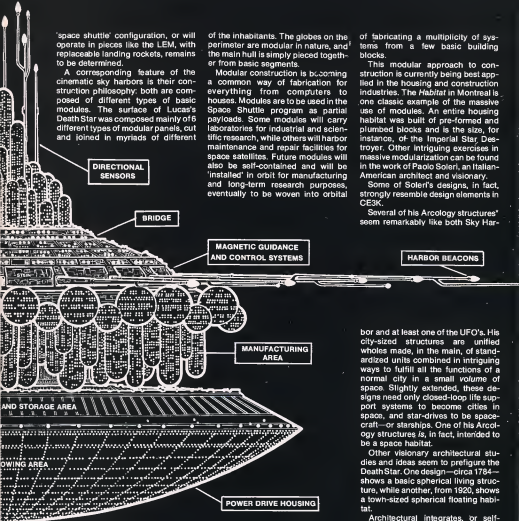 'space shuttle' configuration, or will
operate in pieces like the LEM, with
replaceable landing rockets, remains
to be determined.
A corresponding feature of the
cinematic sky harbors is their con-
struction philosophy: both are com-
posed of different types of basic
modules. The surface of Lucas's
Death Star was composed mainly of 6
different types of modular panels, cut
and joined in myriads of different
of the inhabitants. The globes on the
perimeter are modular in nature, and
the main hull is simply pieced togeth-
er from basic segments.
Modular construction is becoming
a common way of fabrication for
everything from computers to
houses. Modules are to be used in the
Space Shuttle program as partial
payloads. Some modules will carry
laboratories for industrial and scien-
tific research, while others will harbor
maintenance and repair facilities for
space satellites. Future modules will
also be self-contained and will be
'installed' in orbit for manufacturing
and long-term research purposes,
eventually to be woven into orbital
of fabricating a multiplicity of sys-
tems from a few basic building
blocks.
This modular approach to con-
struction is currently being best app-
lied in the housing and construction
industries. The Habitat in Montreal is
one classic example of the massive
use of modules. An entire housing
habitat was built of pre-formed and
plumbed blocks and is the size, for
instance, of the Imperial Star Des-
troyer. Other intriguing exercises in
massive modularization can be found
in the work of Paolo Soleri, an Italian-
American architect and visionary.
Some of Soleri's designs, in fact,
strongly resemble design elements in
CE3K.
Several of his Arcology structures*
seem remarkably like both Sky Har-
bor and at least one of the UFO's. His
city-sized structures are unified
wholes made, in the main, of stand-
ardized units combined in intriguing
ways to fulfill all the functions of a
normal city in a small volume of
space. Slightly extended, these de-
signs need only closed-loop life sup-
port systems to become cities in
space, and star-drives to be space-
craft—or starships. One of his Arcol-
ogy structures is, in fact, intended to
be a space habitat.
Other visionary architectural stu-
dies and ideas seem to prefigure the
Death Star. One design—circa 1784—
shows a basic spherical living struc-
ture, while another, from 1920, shows
a town-sized spherical floating habi-
tat.
Architectural integrates, or self-
DIRECTIONAL
SENSORS
BRIDGE
MAGNETIC GUIDANCE
AND CONTROL SYSTEMS
HARBOR BEACONS
MANUFACTURING
AREA
AND STORAGE AREA
OWING AREA
POWER DRIVE HOUSING